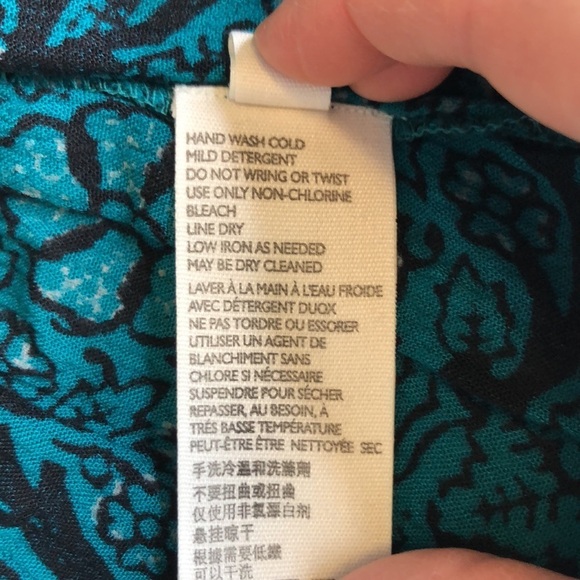 HAND WASH COLD
MILD DETERGENT
DO NOT WRING OR TWIST
USE ONLY NON-CHLORINE
BLEACH
LINE DRY
LOW IRON AS NEEDED
MAY BE DRY CLEANED
LAVER À LA MAIN À L'EAU FROIDE
AVEC DÉTERGENT DUOX
NE PAS TORDRE OU ESSORER
UTILISER UN AGENT DE
BLANCHIMENT SANS
CHLORE SI NÉCESSAIRE
SUSPENDRE POUR SÉCHER
REPASSER, AU BESOIN, À
TRÉS BASSE TEMPÉRATURE
PEUT-ÊTRE ÊTRE NETTOYÉE SEC
手洗冷溫和洗滌劑
不要扭曲或扭曲
仅使用非氯漂白剂
悬挂晾干
根據需要低鐵
可以干洗